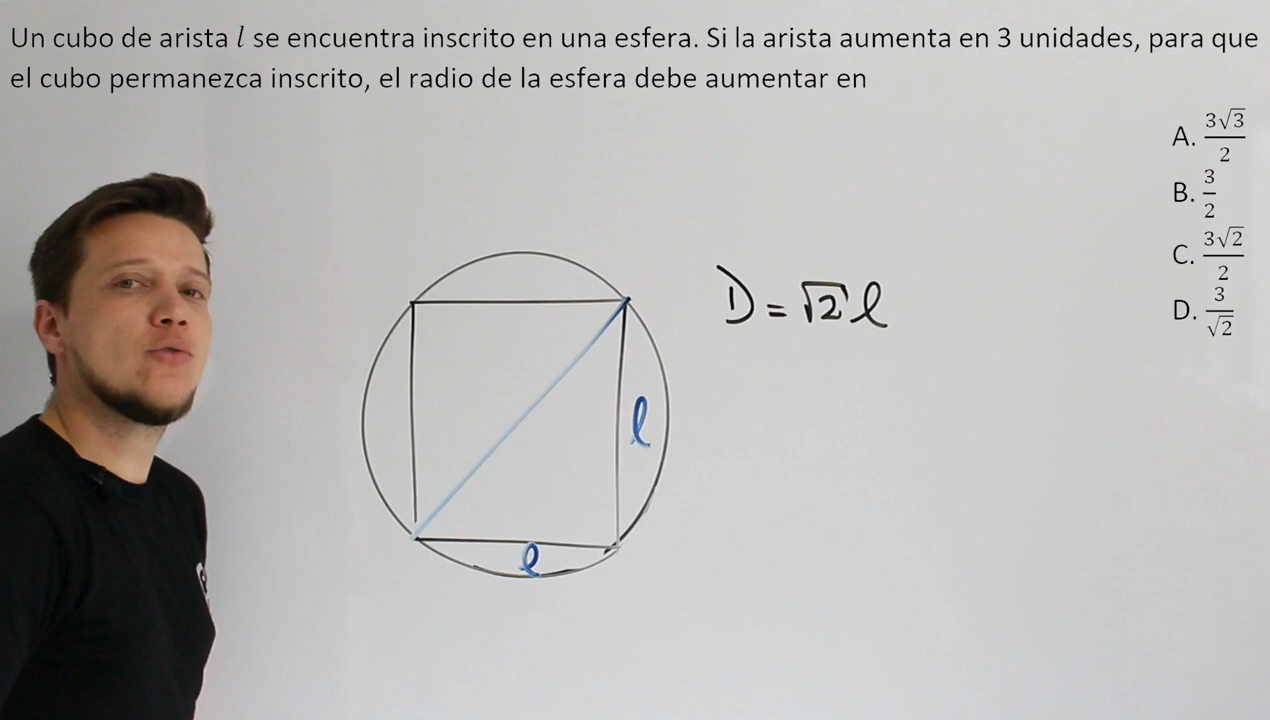 Un cubo de arista l se encuentra inscrito en una esfera. Si la arista aumenta en 3 unidades, para que
el cubo permanezca inscrito, el radio de la esfera debe aumentar en
A. 3√3/2
B. 3/2
C. 3√2/2
D. 3/√2
D = √2 l
l
l